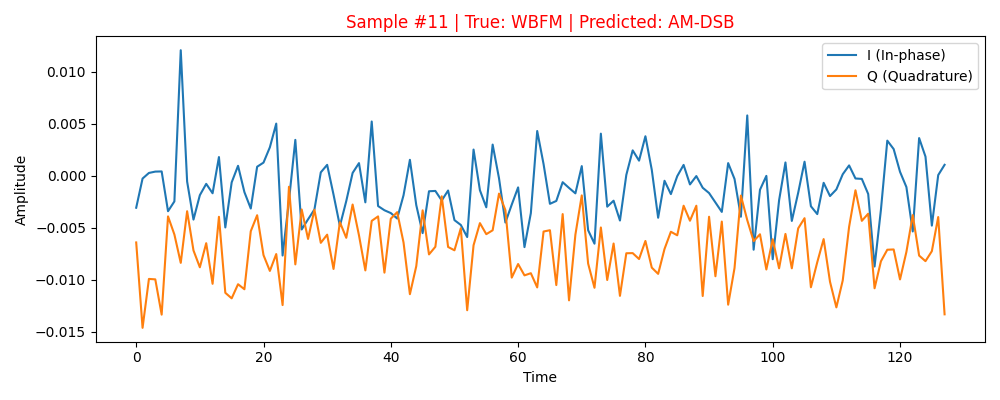 Sample #11 | True: WBFM | Predicted: AM-DSB
I (In-phase)
Q (Quadrature)
Amplitude
0.010
0.005
0.000
−0.005
−0.010
−0.015
0
20
40
60
80
100
120
Time